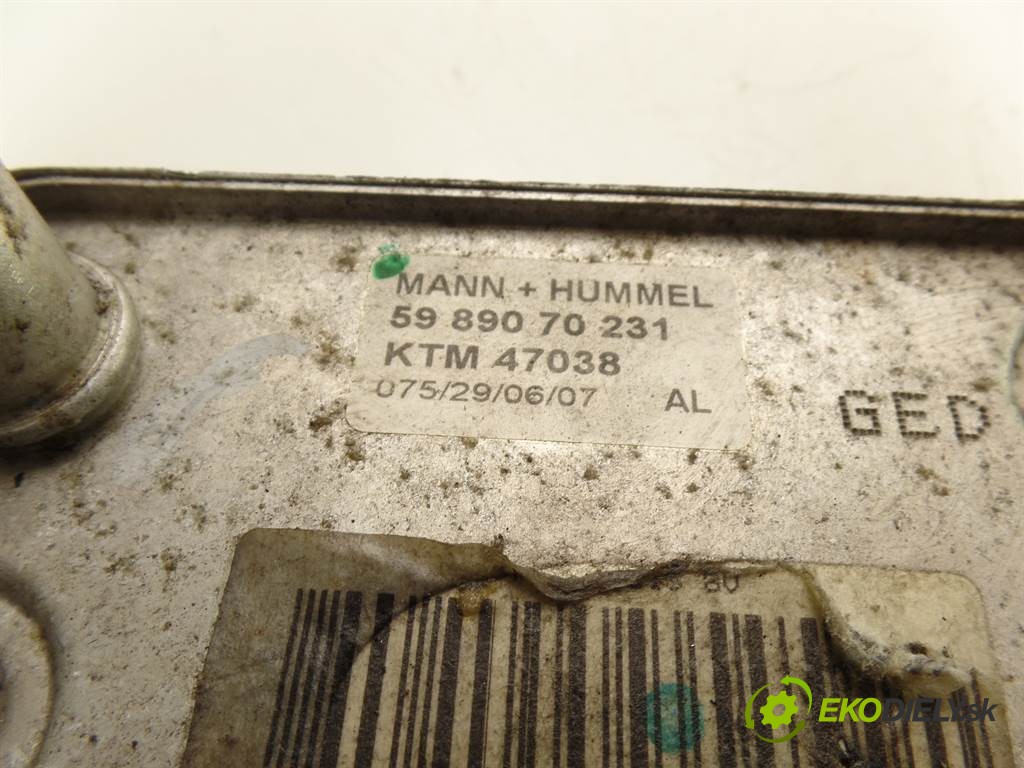 MANN + HUMMEL
59 890 70 231
KTM 47038
075/29/06/07 AL
GED
EKODIELY.sk